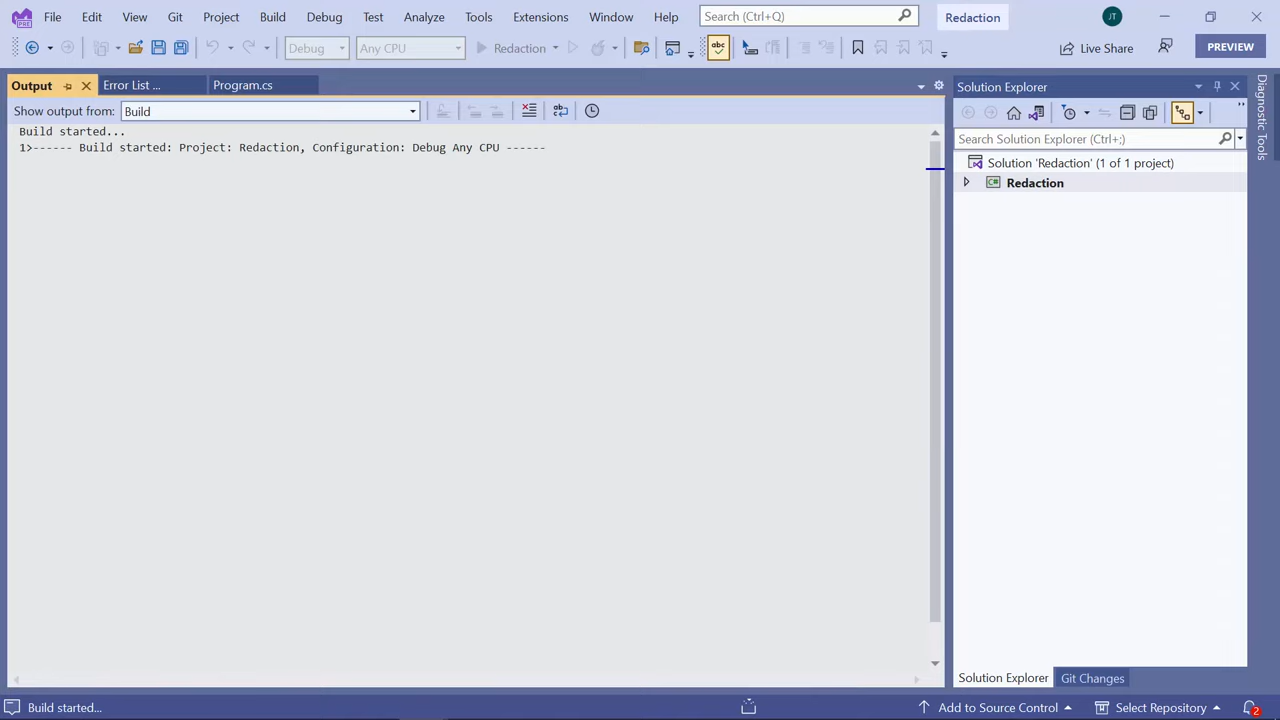 File Edit View Git Project Build Debug Test Analyze Tools Extensions Window Help Search (Ctrl+Q) Redaction JT
Debug Any CPU Redaction abc Live Share PREVIEW
Output Error List ... Program.cs
Solution Explorer
Show output from: Build
Search Solution Explorer (Ctrl+;)
Build started...
1>------ Build started: Project: Redaction, Configuration: Debug Any CPU ------
Solution 'Redaction' (1 of 1 project)
C# Redaction
Diagnostic Tools
Solution Explorer Git Changes
Build started... Add to Source Control Select Repository 2